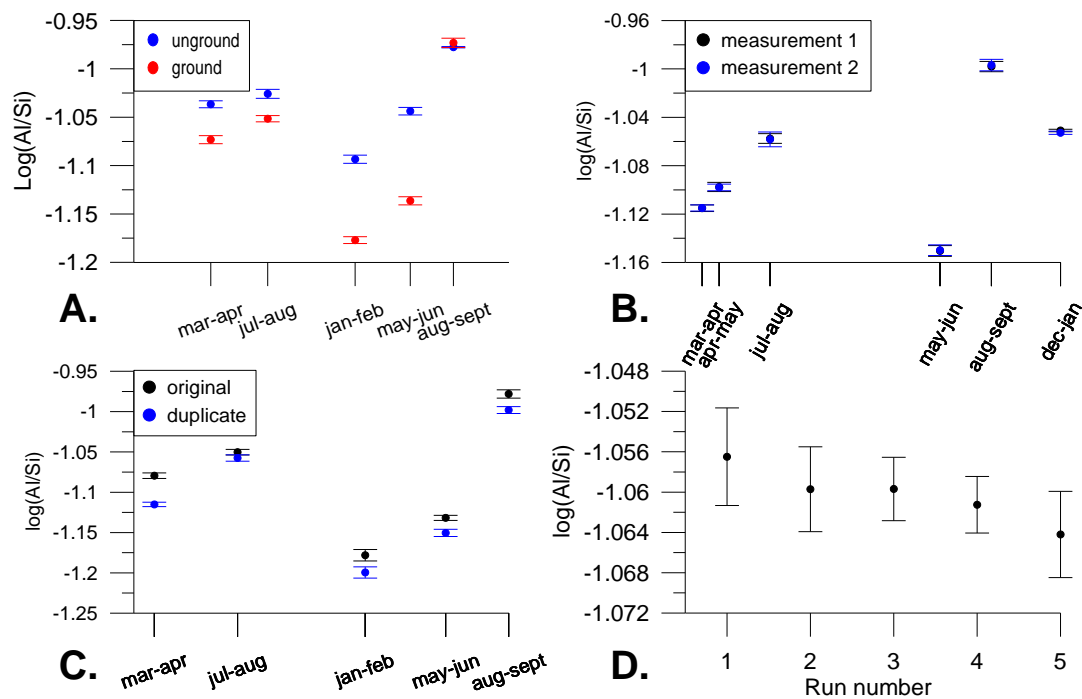 -0.95
-1
-1.05
-1.1
-1.15
-1.2
Log(Al/Si)
unground
ground
mar-apr
jul-aug
jan-feb
may-jun
aug-sept
A.
-0.96
-1
-1.04
-1.08
-1.12
-1.16
log(Al/Si)
measurement 1
measurement 2
mar-apr
apr-may
jul-aug
may-jun
aug-sept
dec-jan
B.
-0.95
-1
-1.05
-1.1
-1.15
-1.2
-1.25
log(Al/Si)
original
duplicate
mar-apr
jul-aug
jan-feb
may-jun
aug-sept
C.
-1.048
-1.052
-1.056
-1.06
-1.064
-1.068
-1.072
log(Al/Si)
1 2 3 4 5
Run number
D.